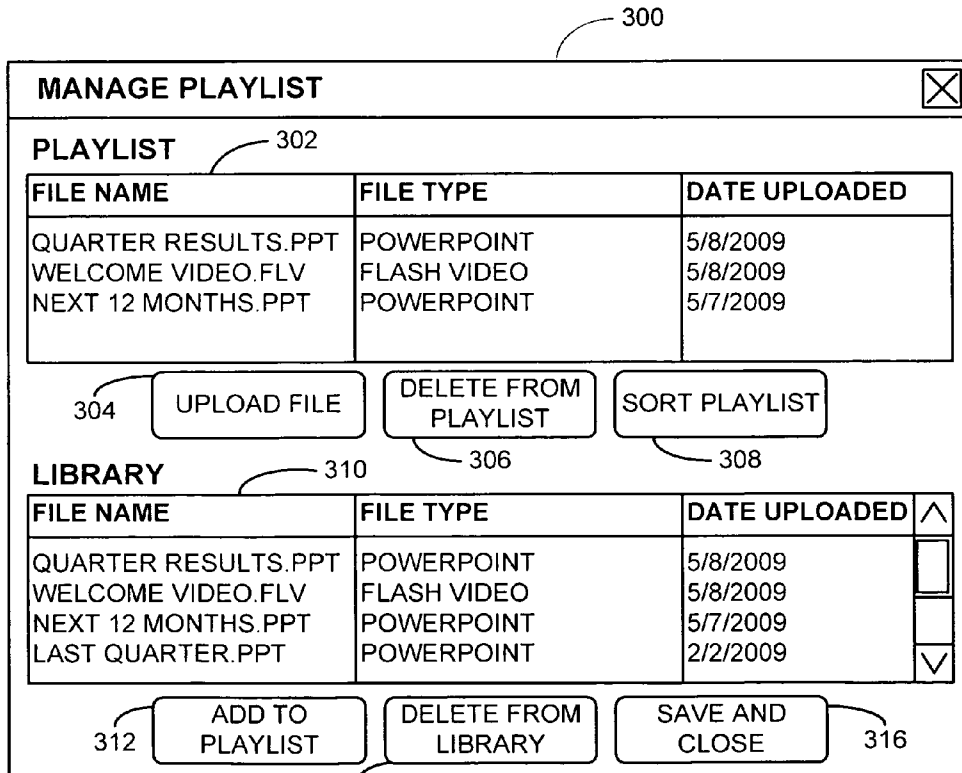 300
MANAGE PLAYLIST
PLAYLIST
302
FILE NAME FILE TYPE DATE UPLOADED
QUARTER RESULTS.PPT POWERPOINT 5/8/2009
WELCOME VIDEO.FLV FLASH VIDEO 5/8/2009
NEXT 12 MONTHS.PPT POWERPOINT 5/7/2009
304
UPLOAD FILE
DELETE FROM
PLAYLIST
SORT PLAYLIST
306
308
LIBRARY
310
FILE NAME FILE TYPE DATE UPLOADED
QUARTER RESULTS.PPT POWERPOINT 5/8/2009
WELCOME VIDEO.FLV FLASH VIDEO 5/8/2009
NEXT 12 MONTHS.PPT POWERPOINT 5/7/2009
LAST QUARTER.PPT POWERPOINT 2/2/2009
312
ADD TO
PLAYLIST
DELETE FROM
LIBRARY
SAVE AND
CLOSE
316